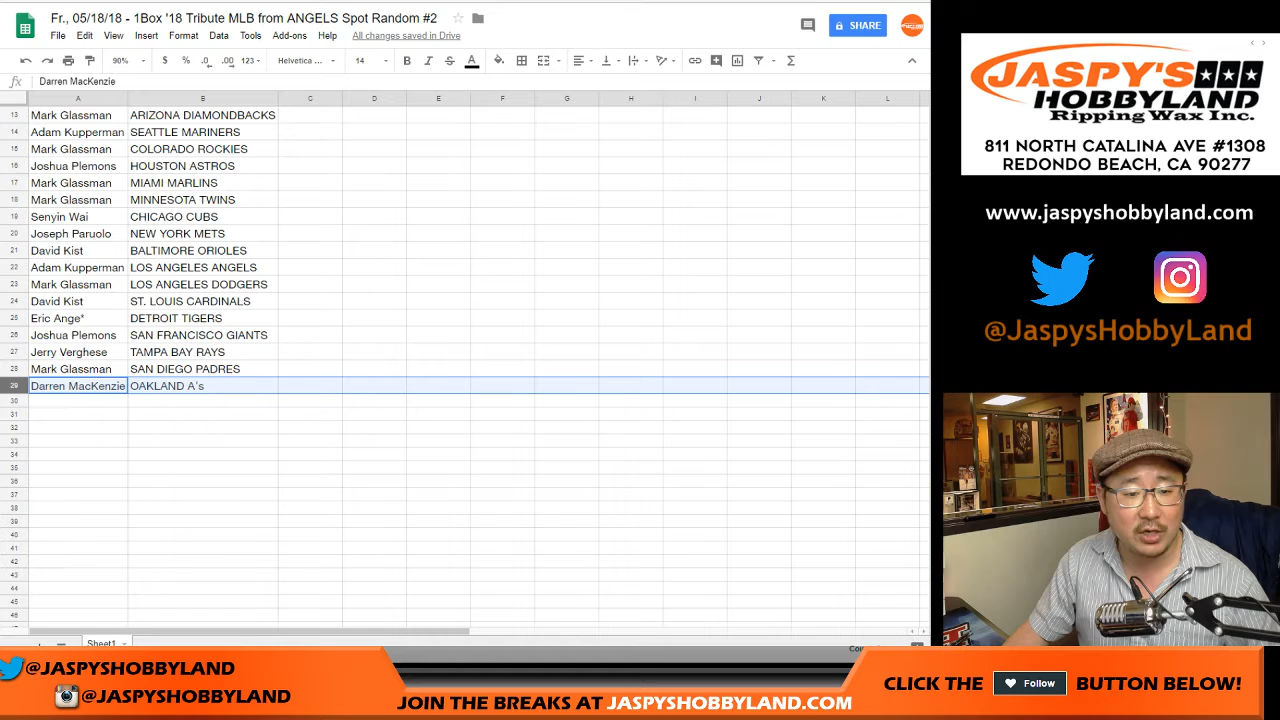 Fr., 05/18/18 - 1Box '18 Tribute MLB from ANGELS Spot Random #2
File Edit View Insert Format Data Tools Add-ons Help All changes saved in Drive
SHARE
90% $ % .0 .00 123 Helvetica ... 14 B I S A
fx Darren MacKenzie
A B C D E F G H I J K L
13 Mark Glassman ARIZONA DIAMONDBACKS
14 Adam Kupperman SEATTLE MARINERS
15 Mark Glassman COLORADO ROCKIES
16 Joshua Plemons HOUSTON ASTROS
17 Mark Glassman MIAMI MARLINS
18 Mark Glassman MINNESOTA TWINS
19 Senyin Wai CHICAGO CUBS
20 Joseph Paruolo NEW YORK METS
21 David Kist BALTIMORE ORIOLES
22 Adam Kupperman LOS ANGELES ANGELS
23 Mark Glassman LOS ANGELES DODGERS
24 David Kist ST. LOUIS CARDINALS
25 Eric Ange* DETROIT TIGERS
26 Joshua Plemons SAN FRANCISCO GIANTS
27 Jerry Verghese TAMPA BAY RAYS
28 Mark Glassman SAN DIEGO PADRES
29 Darren MacKenzie OAKLAND A's
30
31
32
33
34
35
36
37
38
39
40
41
42
43
44
45
46
Sheet1
JASPY'S
HOBBYLAND
Ripping Wax Inc.
811 NORTH CATALINA AVE #1308
REDONDO BEACH, CA 90277
www.jaspyshobbyland.com
@JaspysHobbyLand
@JASPYSHOBBYLAND
@JASPYSHOBBYLAND
JOIN THE BREAKS AT JASPYSHOBBYLAND.COM
CLICK THE Follow BUTTON BELOW!